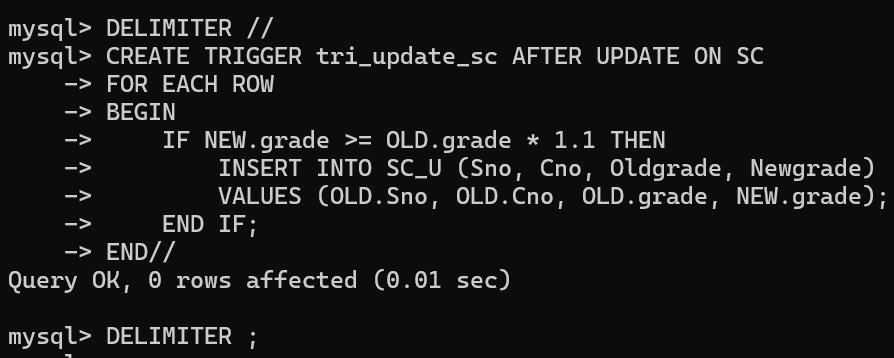 mysql> DELIMITER //
mysql> CREATE TRIGGER tri_update_sc AFTER UPDATE ON SC
    -> FOR EACH ROW
    -> BEGIN
    ->     IF NEW.grade >= OLD.grade * 1.1 THEN
    ->         INSERT INTO SC_U (Sno, Cno, Oldgrade, Newgrade)
    ->         VALUES (OLD.Sno, OLD.Cno, OLD.grade, NEW.grade);
    ->     END IF;
    -> END//
Query OK, 0 rows affected (0.01 sec)

mysql> DELIMITER ;